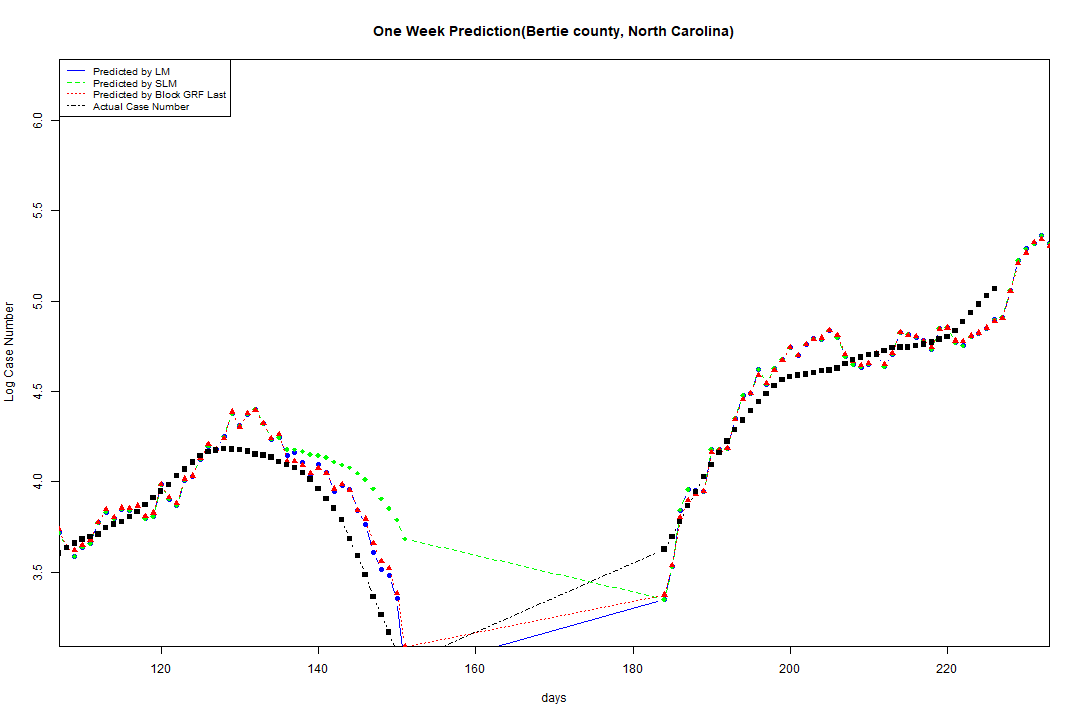 One Week Prediction(Bertie county, North Carolina)
Predicted by LM
Predicted by SLM
Predicted by Block GRF Last
Actual Case Number
6.0
5.5
5.0
4.5
4.0
3.5
Log Case Number
120 140 160 180 200 220
days